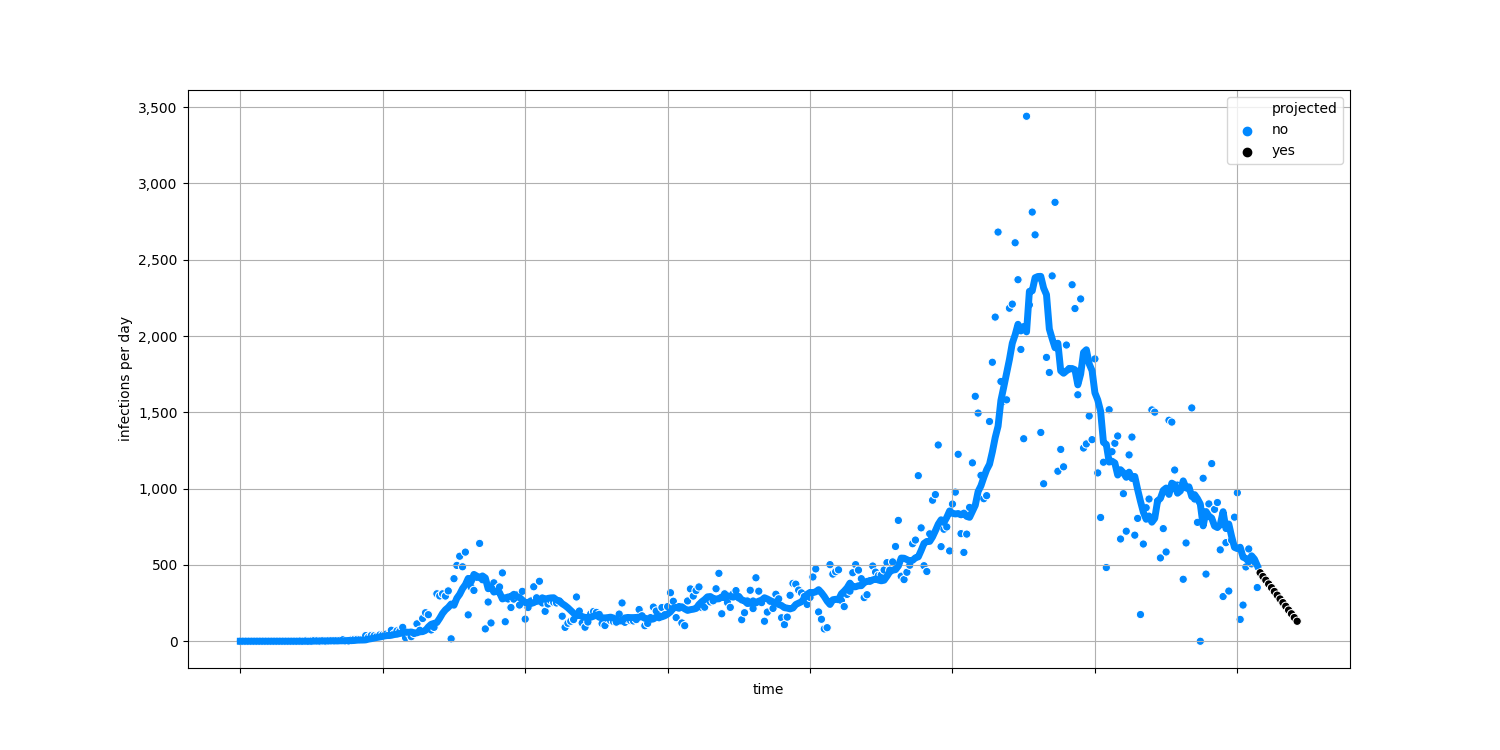 3,500
3,000
2,500
2,000
1,500
1,000
500
0
infections per day
time
projected
no
yes